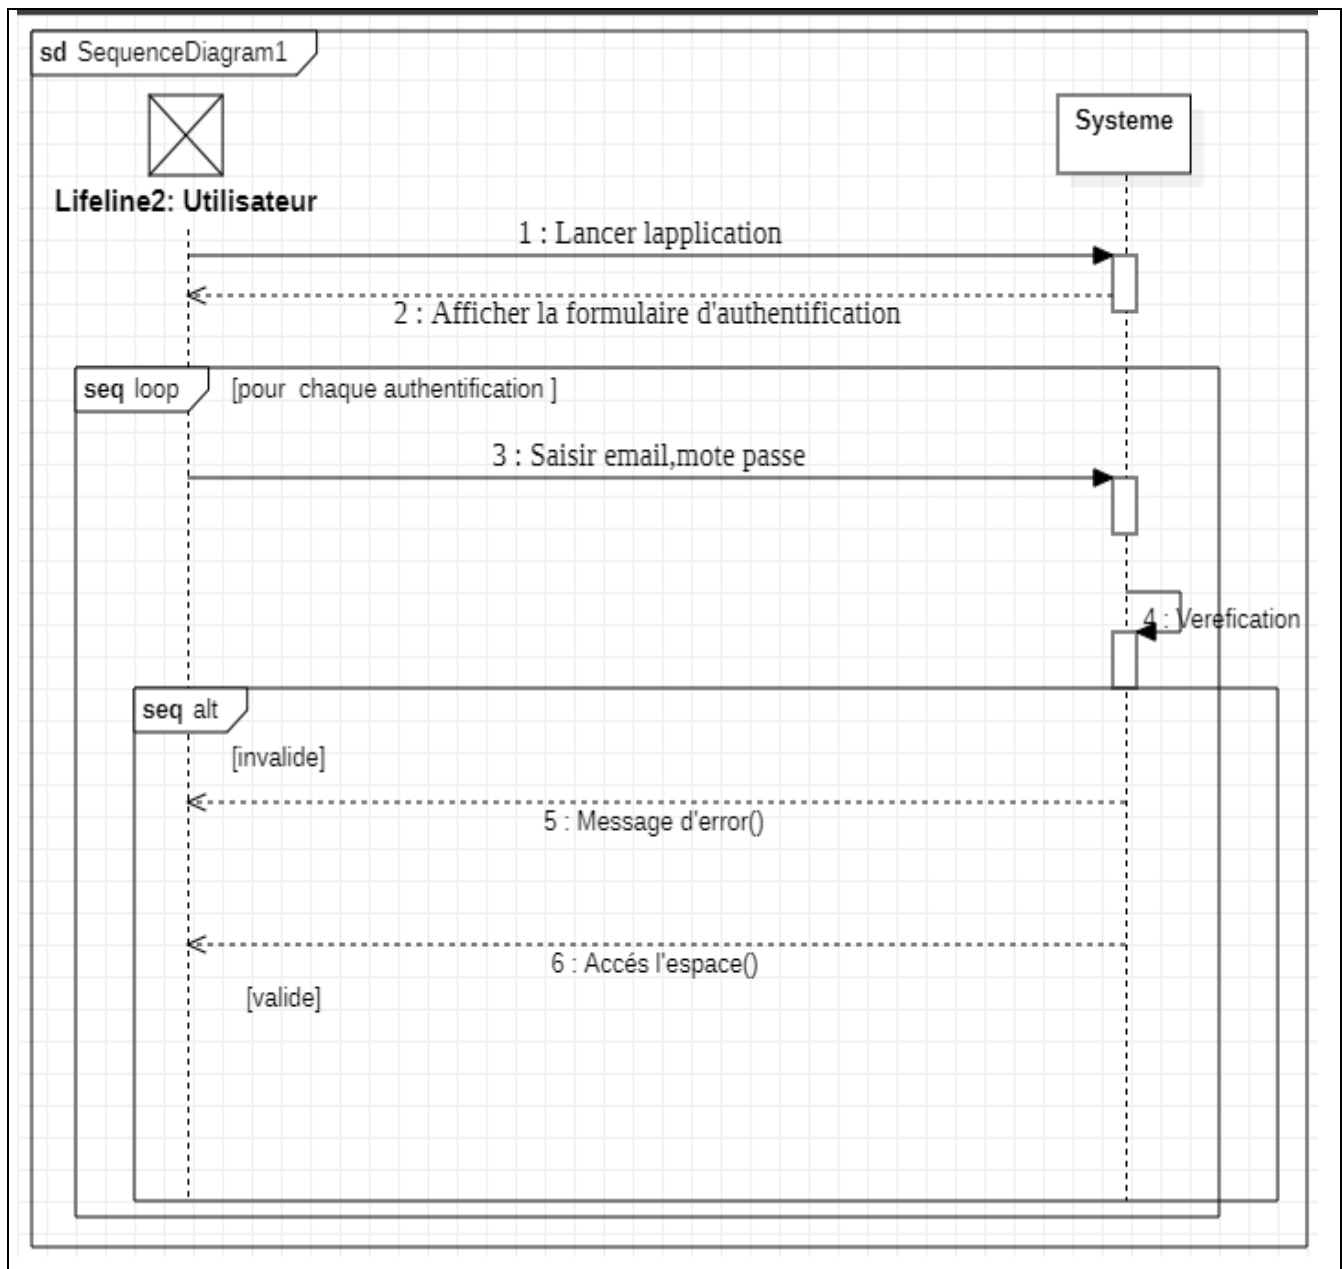 sd SequenceDiagram1
Systeme
Lifeline2: Utilisateur
1 : Lancer lapplication
2 : Afficher la formulaire d'authentification
seq loop [pour chaque authentification ]
3 : Saisir email,mote passe
4 : Verefication
seq alt
[invalide]
5 : Message d'error()
6 : Accés l'espace()
[valide]